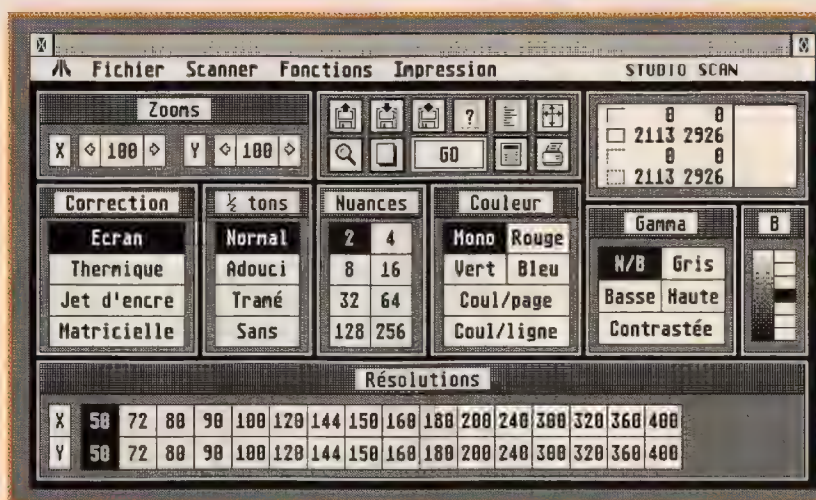 Fichier Scanner Fonctions Impression STUDIO SCAN
Zooms
X 100 Y 100
? GO
0 0
2113 2926
0 0
2113 2926
Correction
Ecran
Thermique
Jet d'encre
Matricielle
½ tons
Normal
Adouci
Tramé
Sans
Nuances
2 4
8 16
32 64
128 256
Couleur
Mono Rouge
Vert Bleu
Coul/page
Coul/ligne
Gamma
N/B Gris
Basse Haute
Contrastée
B
Résolutions
X 50 72 80 90 100 120 144 150 160 180 200 240 300 320 360 400
Y 50 72 80 90 100 120 144 150 160 180 200 240 300 320 360 400